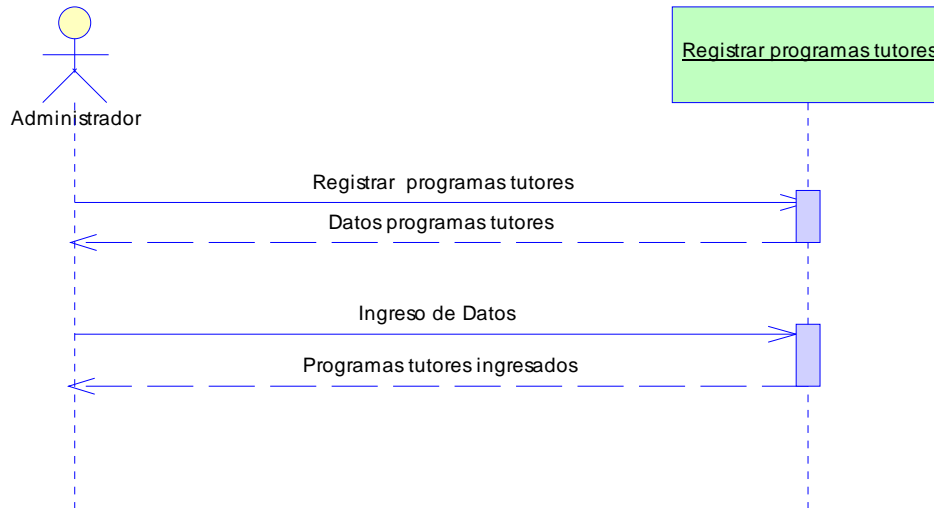 Registrar programas tutores
Administrador
Registrar programas tutores
Datos programas tutores
Ingreso de Datos
Programas tutores ingresados